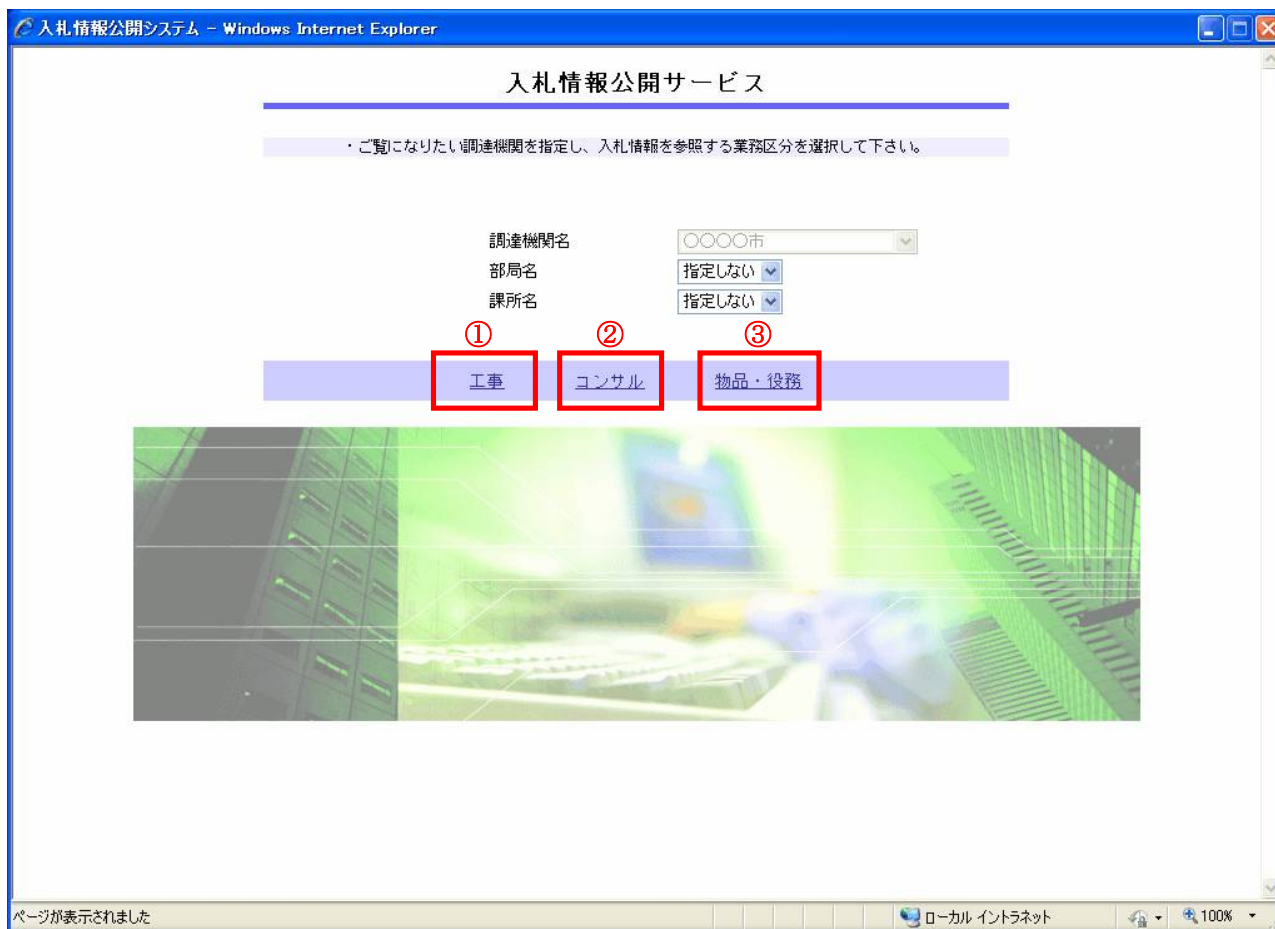 入札情報公開システム - Windows Internet Explorer
入札情報公開サービス
・ご覧になりたい調達機関を指定し、入札情報を参照する業務区分を選択して下さい。
調達機関名 ○○○○市
部局名 指定しない
課所名 指定しない
① ② ③
工事 コンサル 物品・役務
ページが表示されました ローカル イントラネット 100%